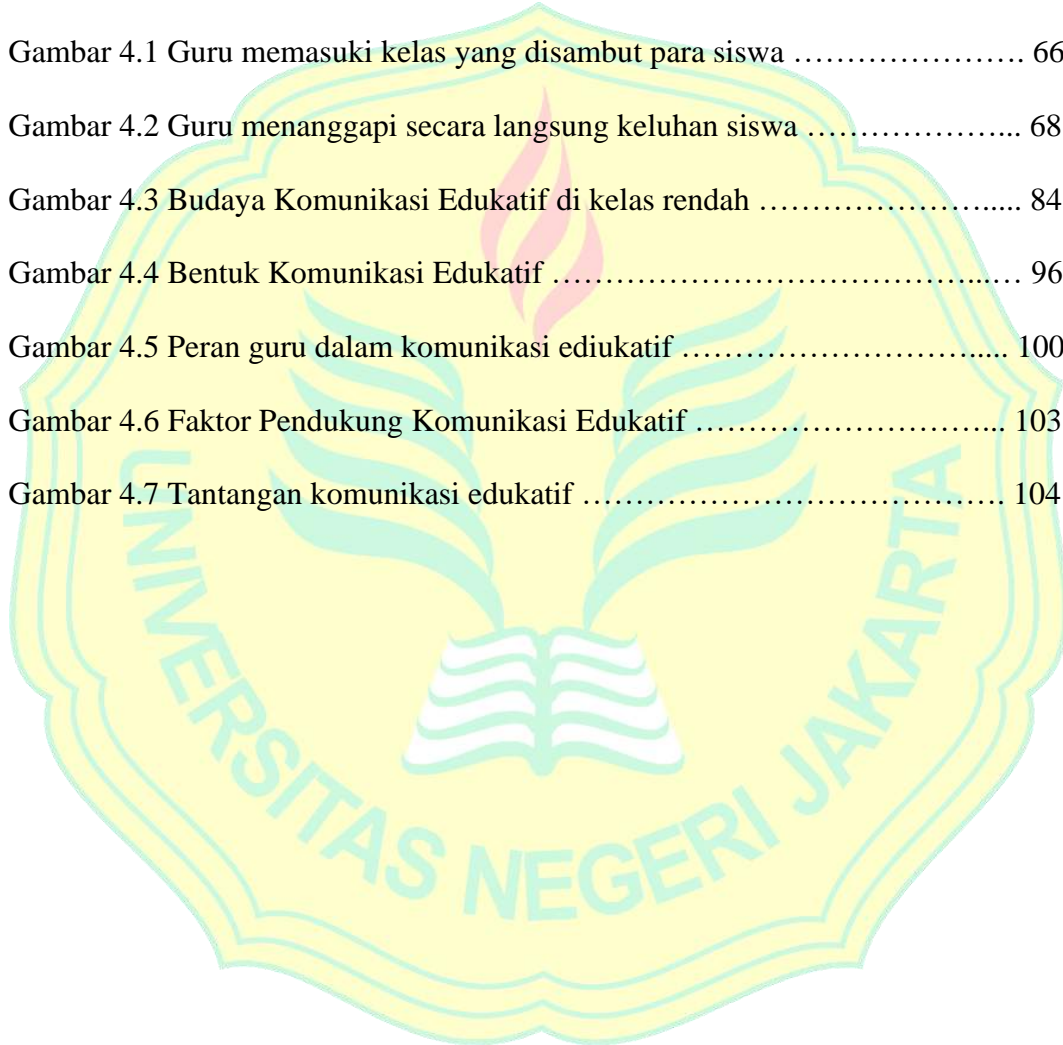 Gambar 4.1 Guru memasuki kelas yang disambut para siswa …………………. 66
Gambar 4.2 Guru menanggapi secara langsung keluhan siswa ………………... 68
Gambar 4.3 Budaya Komunikasi Edukatif di kelas rendah …………………..... 84
Gambar 4.4 Bentuk Komunikasi Edukatif …………………………………...… 96
Gambar 4.5 Peran guru dalam komunikasi ediukatif ………………………..... 100
Gambar 4.6 Faktor Pendukung Komunikasi Edukatif ………………………... 103
Gambar 4.7 Tantangan komunikasi edukatif …………………………………. 104
UNIVERSITAS NEGERI JAKARTA